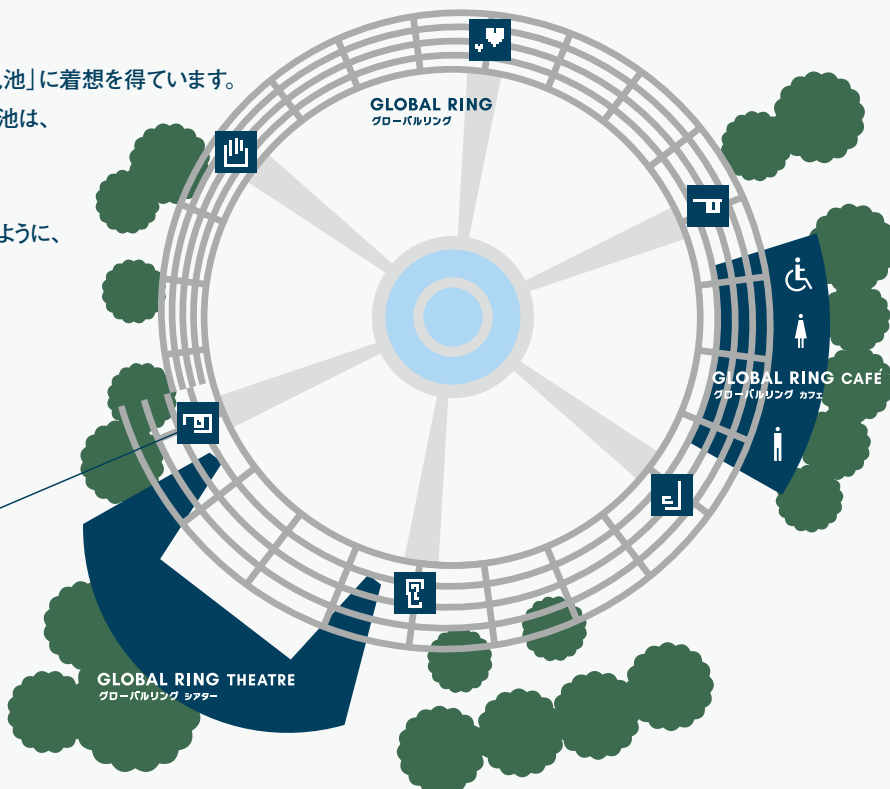 池」に着想を得ています。
池は、
ように、
GLOBAL RING
グローバルリング
GLOBAL RING CAFÉ
グローバルリング カフェ
GLOBAL RING THEATRE
グローバルリング シアター